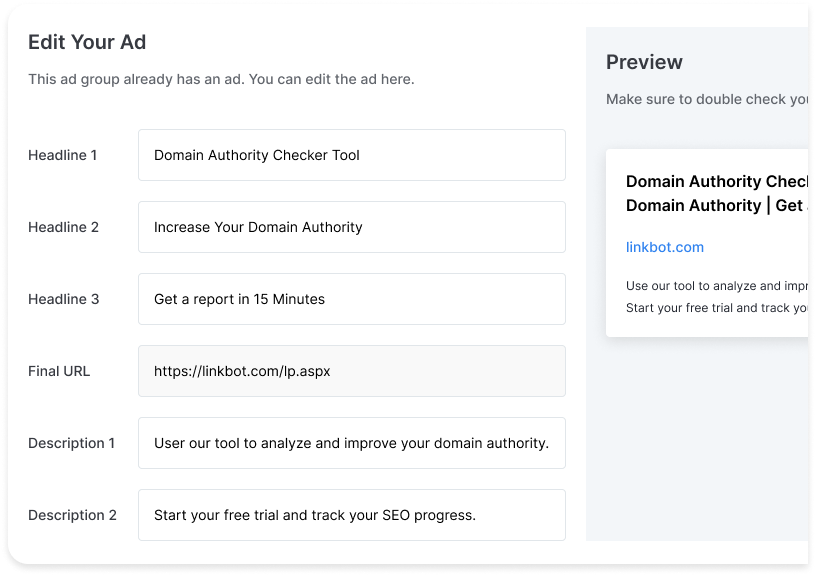 Edit Your Ad
This ad group already has an ad. You can edit the ad here.
Headline 1
Domain Authority Checker Tool
Headline 2
Increase Your Domain Authority
Headline 3
Get a report in 15 Minutes
Final URL
https://linkbot.com/lp.aspx
Description 1
User our tool to analyze and improve your domain authority.
Description 2
Start your free trial and track your SEO progress.
Preview
Make sure to double check
Domain Authority
Domain Authority | Get
linkbot.com
Use our tool to analyze and
Start your free trial and track